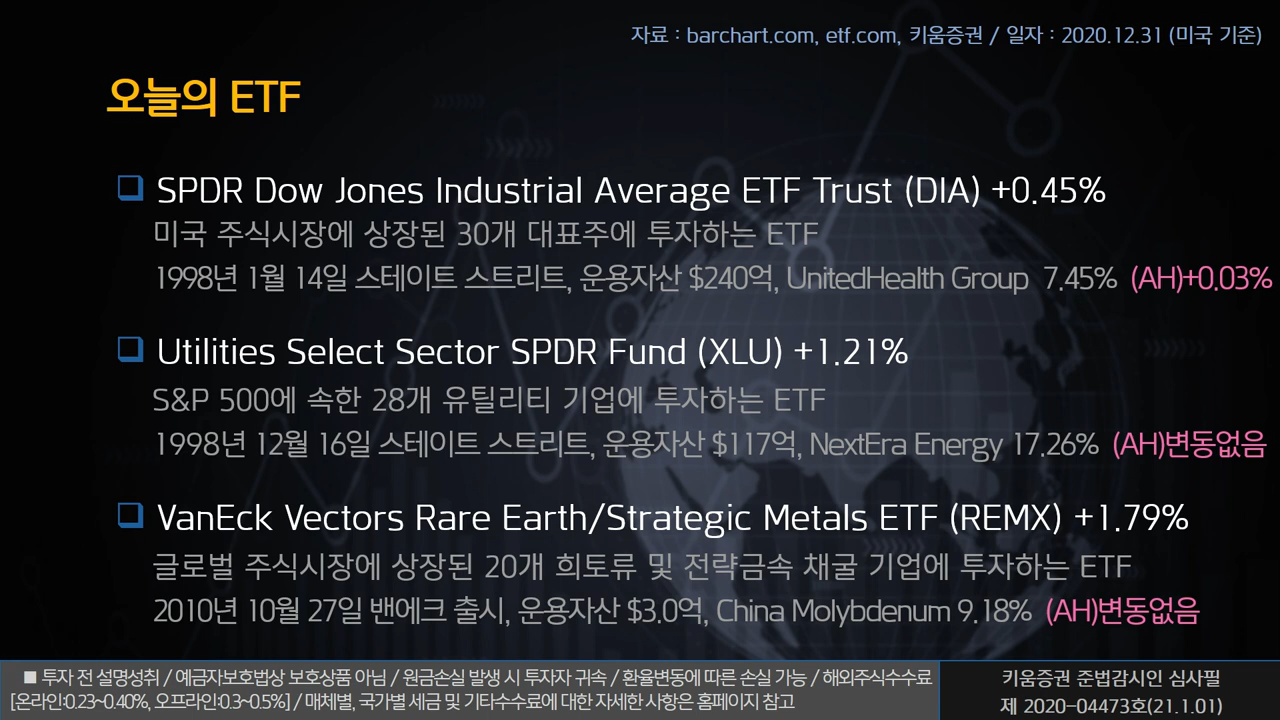 자료 : barchart.com, etf.com, 키움증권 / 일자 : 2020.12.31 (미국 기준)
오늘의 ETF
❑ SPDR Dow Jones Industrial Average ETF Trust (DIA) +0.45%
미국 주식시장에 상장된 30개 대표주에 투자하는 ETF
1998년 1월 14일 스테이트 스트리트, 운용자산 $240억, UnitedHealth Group 7.45% (AH)+0.03%
❑ Utilities Select Sector SPDR Fund (XLU) +1.21%
S&P 500에 속한 28개 유틸리티 기업에 투자하는 ETF
1998년 12월 16일 스테이트 스트리트, 운용자산 $117억, NextEra Energy 17.26% (AH)변동없음
❑ VanEck Vectors Rare Earth/Strategic Metals ETF (REMX) +1.79%
글로벌 주식시장에 상장된 20개 희토류 및 전략금속 채굴 기업에 투자하는 ETF
2010년 10월 27일 밴에크 출시, 운용자산 $3.0억, China Molybdenum 9.18% (AH)변동없음
■ 투자 전 설명성취 / 예금자보호법상 보호상품 아님 / 원금손실 발생 시 투자자 귀속 / 환율변동에 따른 손실 가능 / 해외주식수수료
[온라인:0.23~0.40%, 오프라인:0.3~0.5%] / 매체별, 국가별 세금 및 기타수수료에 대한 자세한 사항은 홈페이지 참고
키움증권 준법감시인 심사필
제 2020-04473호(21.1.01)